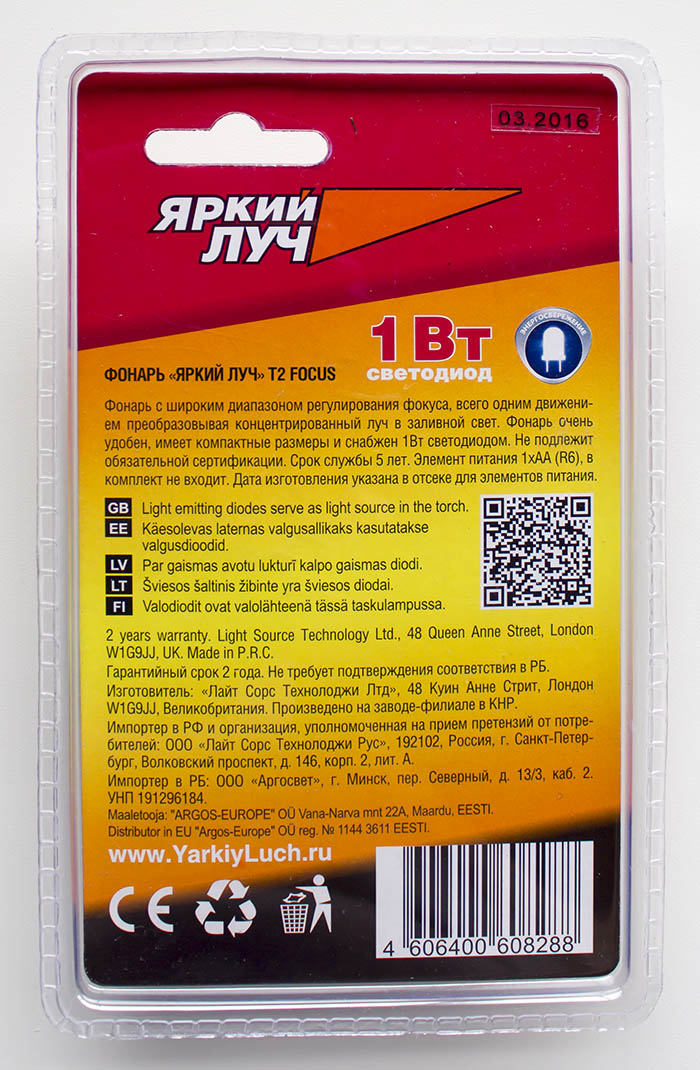 03.2016
ЯРКИЙ
ЛУЧ
1 Вт
светодиод
ЭНЕРГОСБЕРЕЖЕНИЕ
ФОНАРЬ «ЯРКИЙ ЛУЧ» T2 FOCUS
Фонарь с широким диапазоном регулирования фокуса, всего одним движени-
ем преобразовывая концентрированный луч в заливной свет. Фонарь очень
удобен, имеет компактные размеры и снабжен 1Вт светодиодом. Не подлежит
обязательной сертификации. Срок службы 5 лет. Элемент питания 1xAA (R6), в
комплект не входит. Дата изготовления указана в отсеке для элементов питания.
GB Light emitting diodes serve as light source in the torch.
EE Käesolevas laternas valgusallikaks kasutatakse
valgusdioodid.
LV Par gaismas avotu lukturī kalpo gaismas diodi.
LT Šviesos šaltinis žibinte yra šviesos diodai.
FI Valodiodit ovat valolähteenä tässä taskulampussa.
2 years warranty. Light Source Technology Ltd., 48 Queen Anne Street, London
W1G9JJ, UK. Made in P.R.C.
Гарантийный срок 2 года. Не требует подтверждения соответствия в РБ.
Изготовитель: «Лайт Сорс Технолоджи Лтд», 48 Куин Анне Стрит, Лондон
W1G9JJ, Великобритания. Произведено на заводе-филиале в КНР.
Импортер в РФ и организация, уполномоченная на прием претензий от потре-
бителей: ООО «Лайт Сорс Технолоджи Рус», 192102, Россия, г. Санкт-Петер-
бург, Волковский проспект, д. 146, корп. 2, лит. А.
Импортер в РБ: ООО «Аргосвет», г. Минск, пер. Северный, д. 13/3, каб. 2.
УНП 191296184.
Maaletooja: "ARGOS-EUROPE" OÜ Vana-Narva mnt 22A, Maardu, EESTI.
Distributor in EU "Argos-Europe" OÜ reg. № 1144 3611 EESTI.
www.YarkiyLuch.ru
CE
4 606400 608288